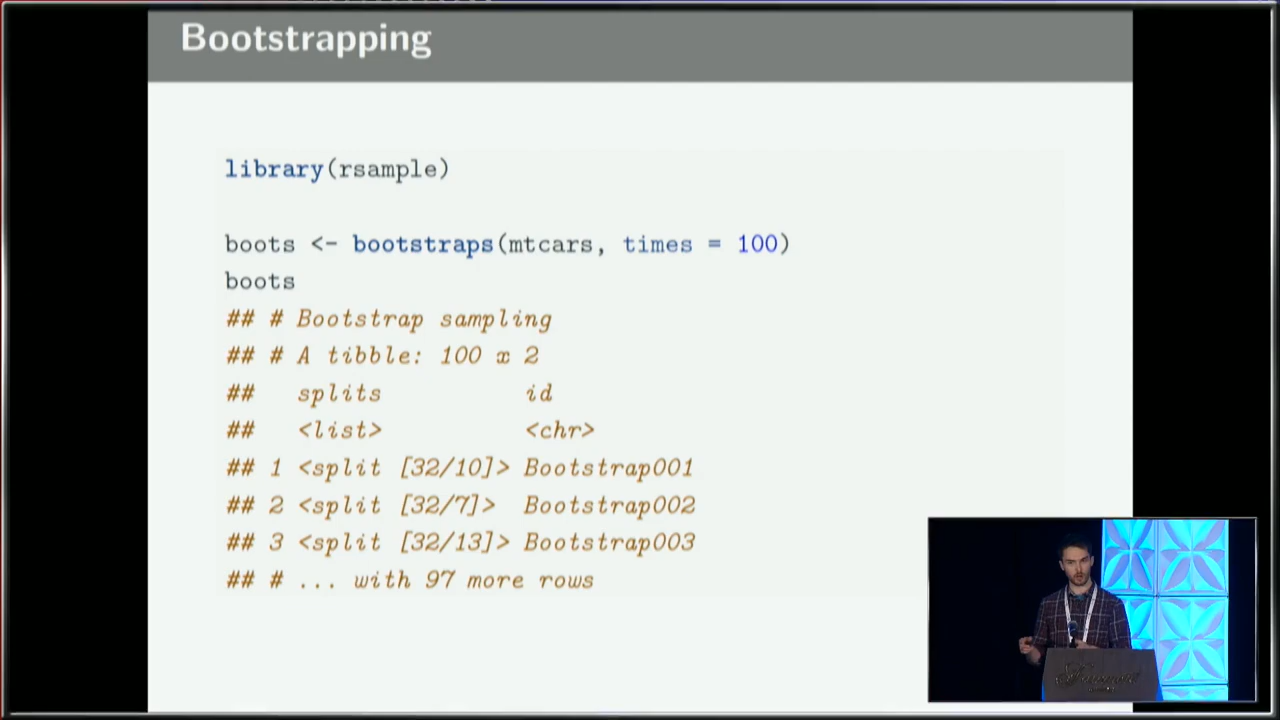 Bootstrapping
library(rsample)
boots <- bootstraps(mtcars, times = 100)
boots
## # Bootstrap sampling
## # A tibble: 100 x 2
## splits id
## <list> <chr>
## 1 <split [32/10]> Bootstrap001
## 2 <split [32/7]> Bootstrap002
## 3 <split [32/13]> Bootstrap003
## # ... with 97 more rows